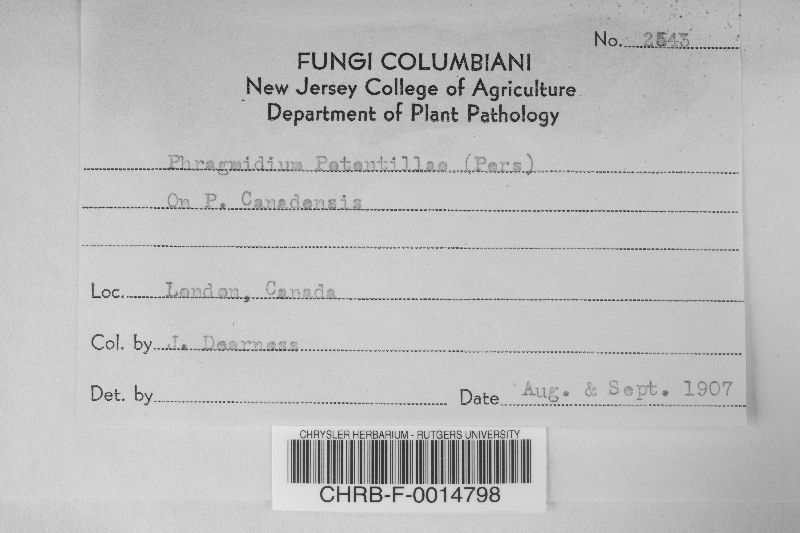 No. 2543
FUNGI COLUMBIANI
New Jersey College of Agriculture
Department of Plant Pathology
Phragmidium Potentillae (Pers)
On P. Canadensis
Loc. London, Canada
Col. by J. Dearness
Det. by
Date Aug. & Sept. 1907
CHRYSLER HERBARIUM - RUTGERS UNIVERSITY
CHRB-F-0014798